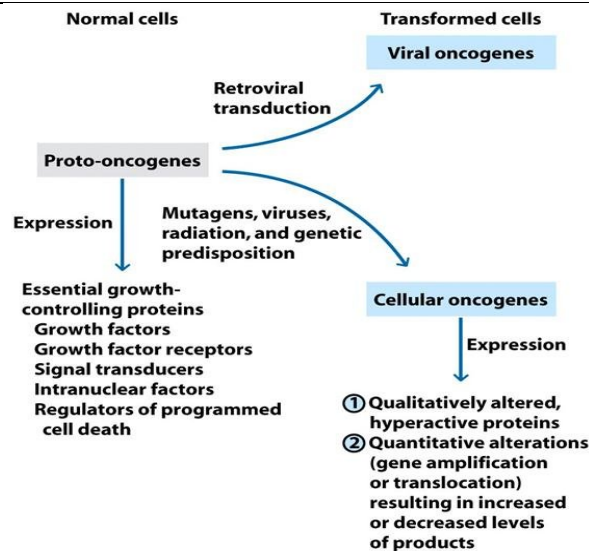 Normal cells
Transformed cells
Viral oncogenes
Retroviral
transduction
Proto-oncogenes
Expression
Mutagens, viruses,
radiation, and genetic
predisposition
Essential growth-
controlling proteins
Growth factors
Growth factor receptors
Signal transducers
Intranuclear factors
Regulators of programmed
cell death
Cellular oncogenes
Expression
① Qualitatively altered,
hyperactive proteins
② Quantitative alterations
(gene amplification
or translocation)
resulting in increased
or decreased levels
of products